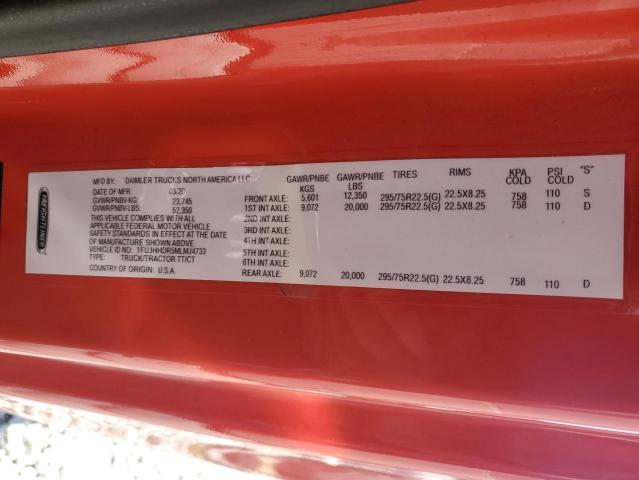 FREIGHTLINER
MFD BY: DAIMLER TRUCKS NORTH AMERICA LLC
DATE OF MFR: 03/20
GVWR/PNBV-KG: 23,745
GVWR/PNBV-LBS: 52,350
THIS VEHICLE COMPLIES WITH ALL
APPLICABLE FEDERAL MOTOR VEHICLE
SAFETY STANDARDS IN EFFECT AT THE DATE
OF MANUFACTURE SHOWN ABOVE.
VEHICLE ID NUMBER: 1FUJHHDR5MLMJ4733
TYPE: TRUCK/TRACTOR TT/CT
COUNTRY OF ORIGIN: U.S.A.
GAWR/PNBE KGS GAWR/PNBE LBS TIRES RIMS KPA COLD PSI COLD "S"
FRONT AXLE: 5,601 12,350 295/75R22.5(G) 22.5X8.25 758 110 S
1ST INT AXLE: 9,072 20,000 295/75R22.5(G) 22.5X8.25 758 110 D
2ND INT AXLE:
3RD INT AXLE:
4TH INT AXLE:
5TH INT AXLE:
6TH INT AXLE:
REAR AXLE: 9,072 20,000 295/75R22.5(G) 22.5X8.25 758 110 D